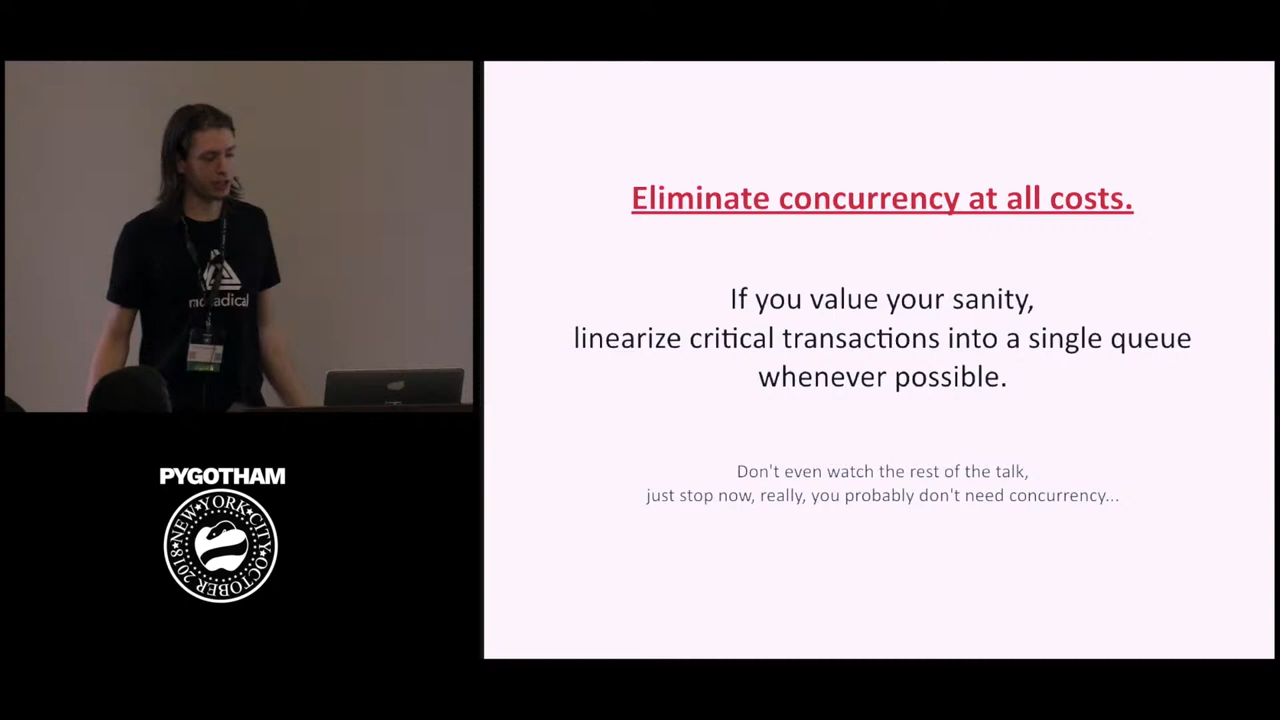 Eliminate concurrency at all costs.
If you value your sanity,
linearize critical transactions into a single queue
whenever possible.
Don't even watch the rest of the talk,
just stop now, really, you probably don't need concurrency...
PYGOTHAM
NEW★YORK★CITY★OCTOBER 2018